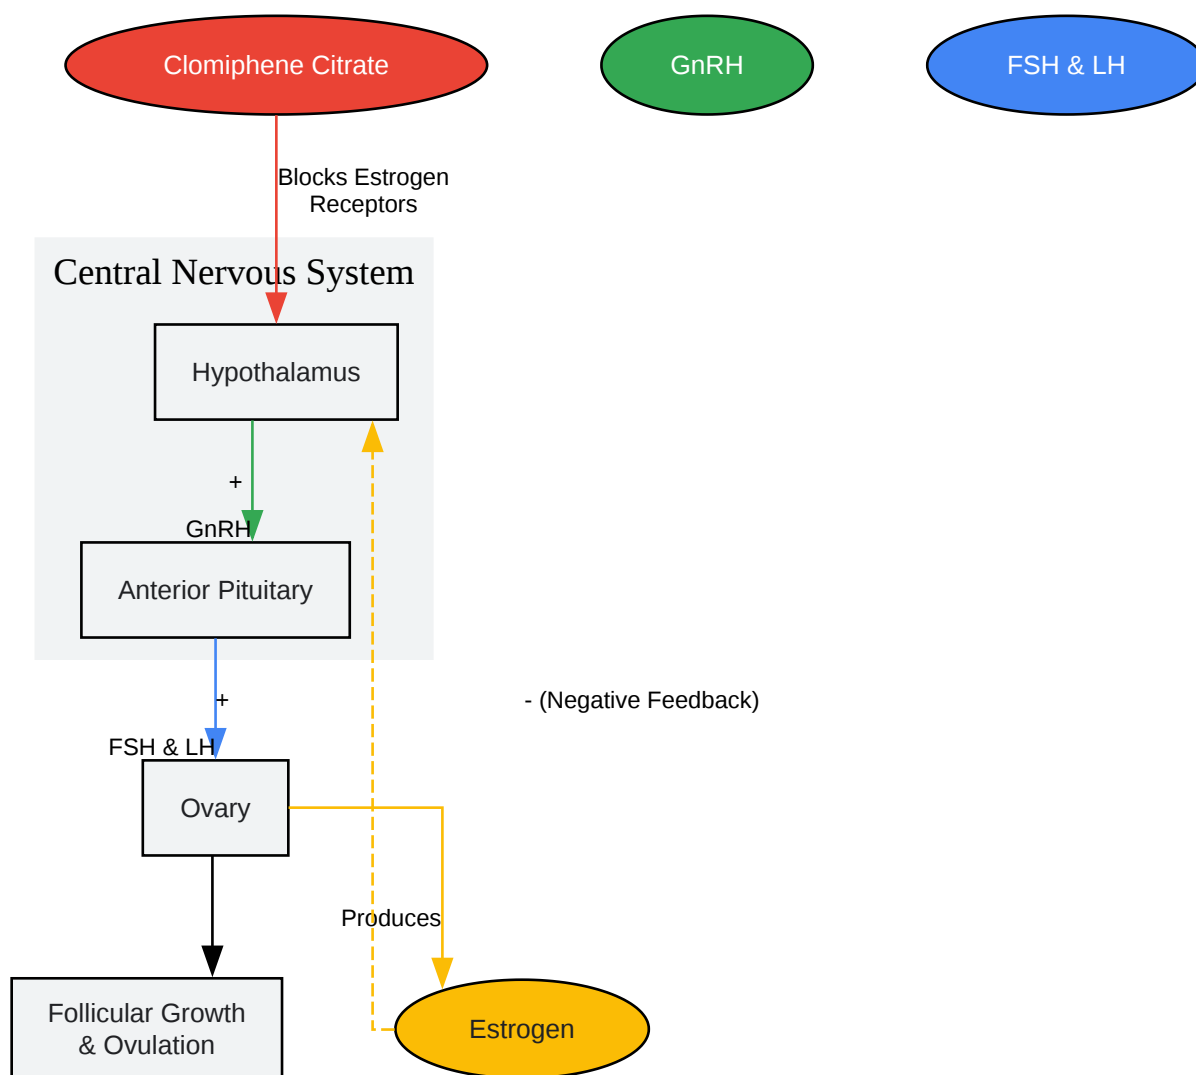 Clomiphene Citrate
GnRH
FSH & LH
Blocks Estrogen
Receptors
Central Nervous System
Hypothalamus
+
GnRH
Anterior Pituitary
+
- (Negative Feedback)
FSH & LH
Ovary
Produces
Follicular Growth
& Ovulation
Estrogen